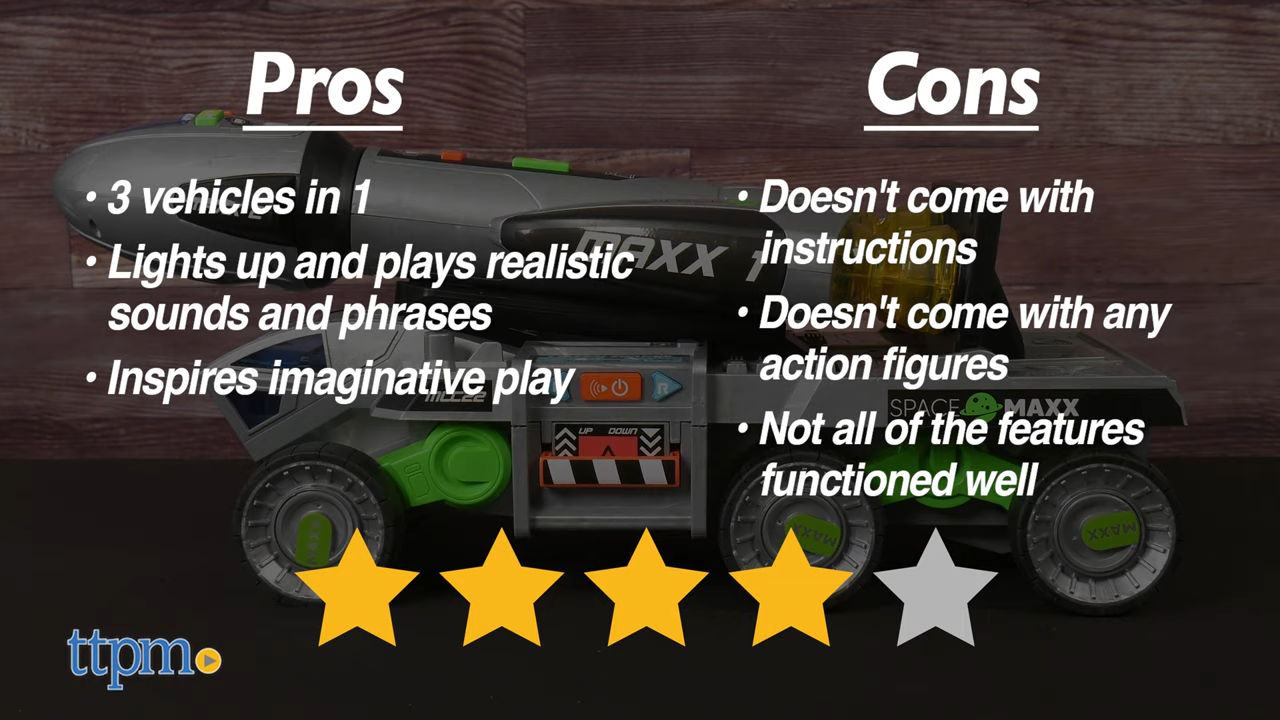 Pros
• 3 vehicles in 1
• Lights up and plays realistic
sounds and phrases
• Inspires imaginative play
Cons
• Doesn't come with
instructions
• Doesn't come with any
action figures
• Not all of the features
functioned well
MAXX 1
R
UP DOWN
SPACE MAXX
MAXX
MAXX
MAXX
ttpm